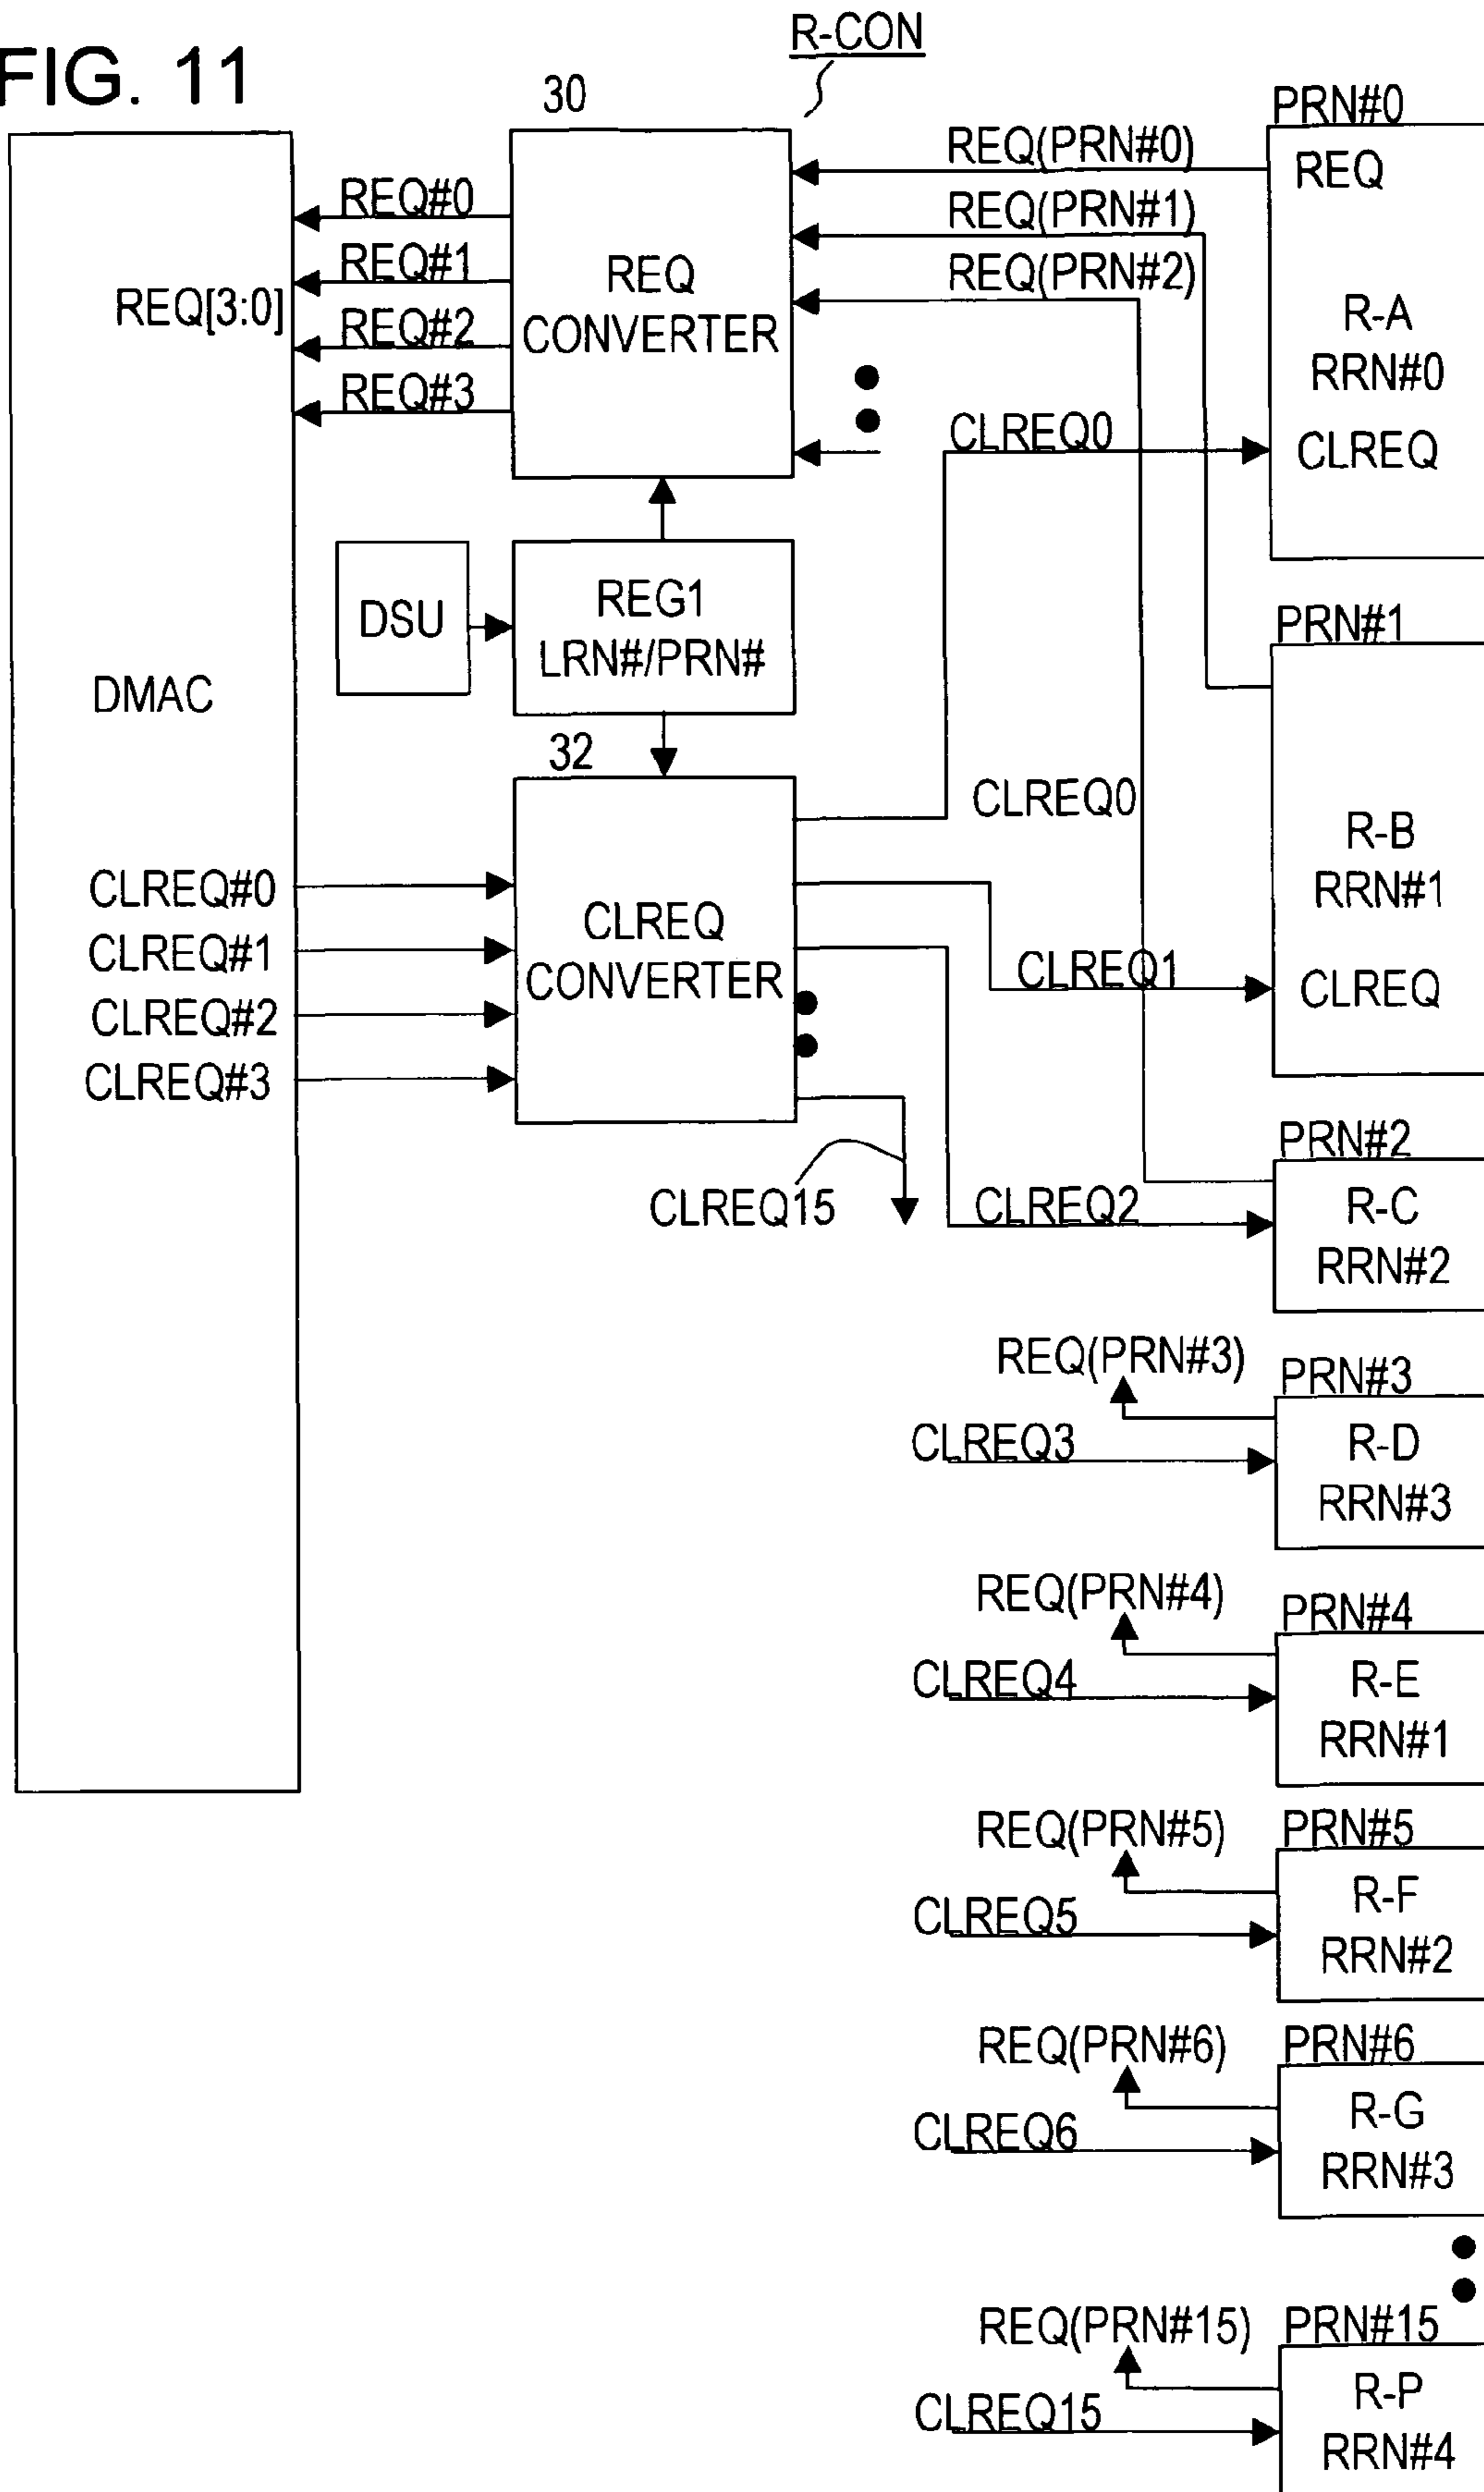 FIG. 11
R-CON
30
PRN#0
REQ#0
REQ#1
REQ[3:0]
REQ#2
REQ#3
REQ
CONVERTER
REQ(PRN#0)
REQ(PRN#1)
REQ(PRN#2)
REQ
R-A
RRN#0
CLREQ0
CLREQ
DSU
REG1
LRN#/PRN#
PRN#1
DMAC
32
CLREQ0
R-B
RRN#1
CLREQ#0
CLREQ#1
CLREQ#2
CLREQ#3
CLREQ
CONVERTER
CLREQ1
CLREQ
PRN#2
CLREQ15
CLREQ2
R-C
RRN#2
REQ(PRN#3)
PRN#3
CLREQ3
R-D
RRN#3
REQ(PRN#4)
PRN#4
CLREQ4
R-E
RRN#1
REQ(PRN#5)
PRN#5
CLREQ5
R-F
RRN#2
REQ(PRN#6)
PRN#6
CLREQ6
R-G
RRN#3
REQ(PRN#15)
PRN#15
CLREQ15
R-P
RRN#4